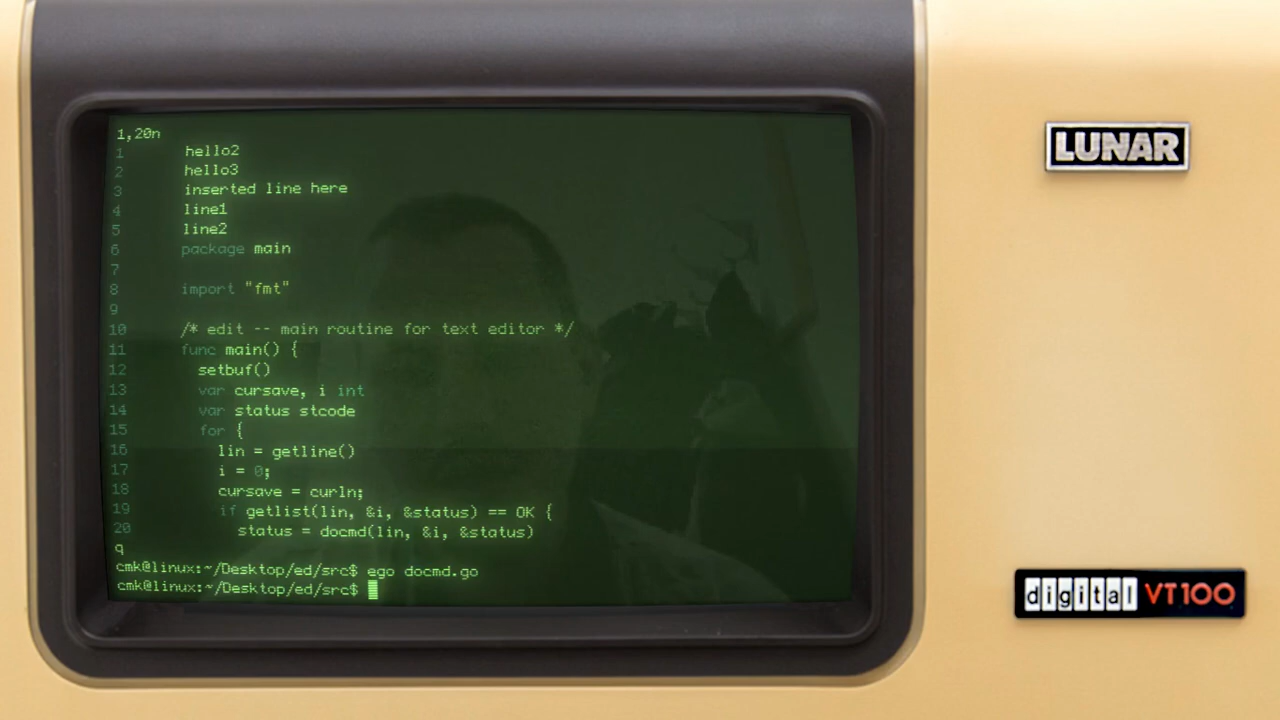 1,20n
1 hello2
2 hello3
3 inserted line here
4 line1
5 line2
6 package main
7
8 import "fmt"
9
10 /* edit -- main routine for text editor */
11 func main() {
12 setbuf()
13 var cursave, i int
14 var status stcode
15 for {
16 lin = getline()
17 i = 0;
18 cursave = curln;
19 if getlist(lin, &i, &status) == OK {
20 status = docmd(lin, &i, &status)
q
cmk@linux:~/Desktop/ed/src$ ego docmd.go
cmk@linux:~/Desktop/ed/src$
LUNAR
digital VT100